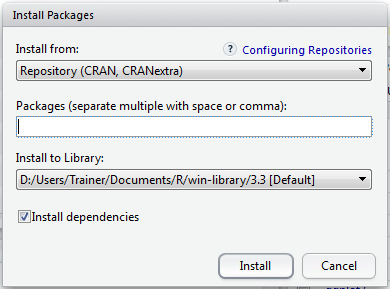 Install Packages
Install from:
? Configuring Repositories
Repository (CRAN, CRANextra)
Packages (separate multiple with space or comma):
Install to Library:
D:/Users/Trainer/Documents/R/win-library/3.3 [Default]
Install dependencies
Install
Cancel